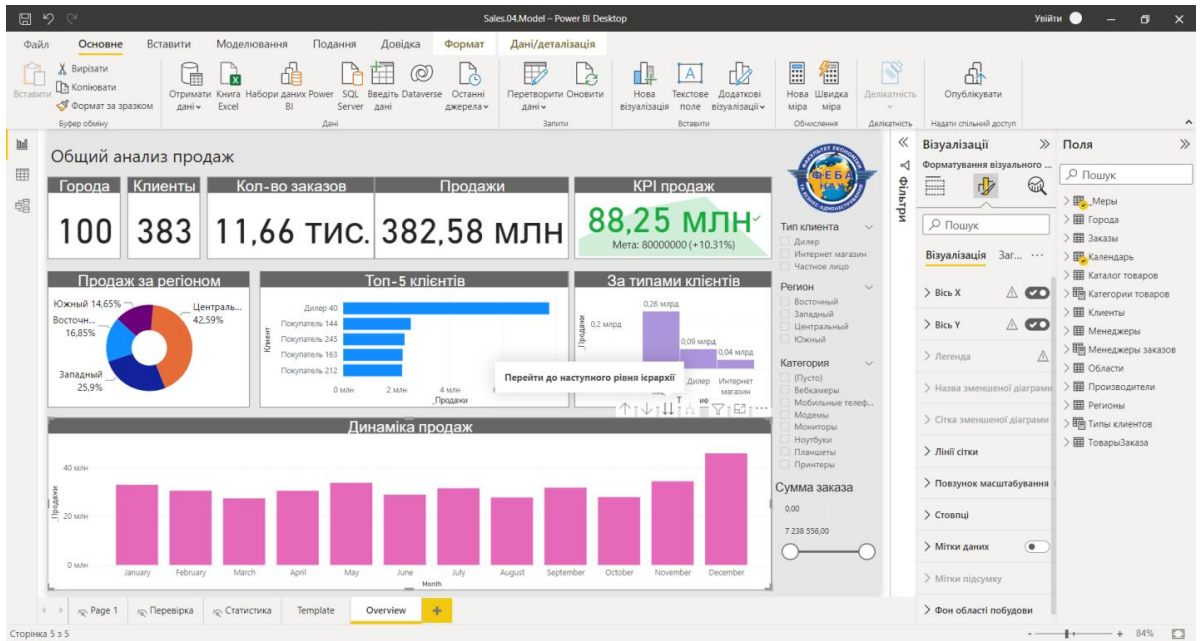 Sales.04.Model – Power BI Desktop
Увійти
Файл Основне Вставити Моделювання Подання Довідка Формат Дані/деталізація
Вставити
Вирізати
Копіювати
Формат за зразком
Буфер обміну
Отримати дані
Книга Excel
Набори даних Power BI
SQL Server
Введіть дані
Dataverse
Останні джерела
Дані
Перетворити дані
Оновити
Запити
Нова візуалізація
Текстове поле
Додаткові візуалізації
Вставити
Нова міра
Швидка міра
Обчислення
Делікатність
Делікатність
Опублікувати
Надати спільний доступ
Общий анализ продаж
Города
100
Клиенты
383
Кол-во заказов
11,66 тис.
Продажи
382,58 млн
KPI продаж
88,25 млн
Мета: 80000000 (+10.31%)
ФЕБА
НАУ
Продаж за регіоном
Южный 14,65%
Восточн...
16,85%
Западный
25,9%
Централь...
42,59%
Топ-5 клієнтів
Клиент
Дилер 40
Покупатель 144
Покупатель 245
Покупатель 163
Покупатель 212
0 млн 2 млн 4 млн
_Продажи
За типами клієнтів
_Продажи
0,2 млрд
0,26 млрд
0,09 млрд
0,04 млрд
Дилер
Интернет магазин
Перейти до наступного рівня ієрархії
Динаміка продаж
_Продажи
40 млн
20 млн
0 млн
January February March April May June July August September October November December
Month
Тип клиента
Дилер
Интернет магазин
Частное лицо
Регион
Восточный
Западный
Центральный
Южный
Категория
(Пусто)
Вебкамеры
Мобильные телеф...
Модемы
Мониторы
Ноутбуки
Планшеты
Принтеры
Сумма заказа
0,00
7 238 556,00
Фільтри
Візуалізації
Форматування візуального ...
Пошук
Візуалізація Заг... ...
Вісь X
Вісь Y
Легенда
Назва зменшеної діаграми
Сітка зменшеної діаграми
Лінії сітки
Повзунок масштабування
Стовпці
Мітки даних
Мітки підсумку
Фон області побудови
Поля
Пошук
_Меры
Города
Заказы
Календарь
Каталог товаров
Категории товаров
Клиенты
Менеджеры
Менеджеры заказов
Области
Производители
Регионы
Типы клиентов
ТоварыЗаказа
Page 1 Перевірка Статистика Template Overview
Сторінка 5 з 5
84%